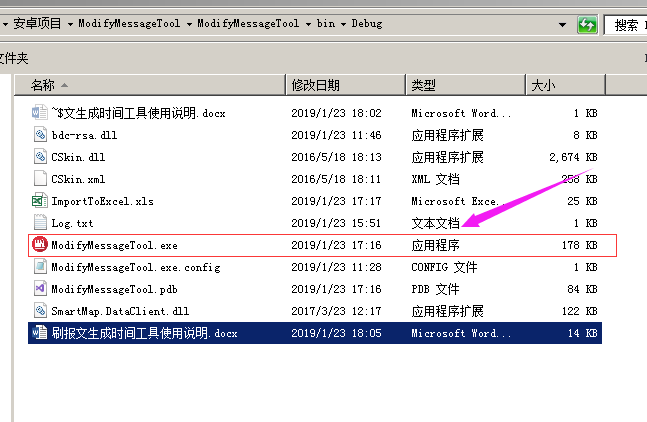 安卓项目 ModifyMessageTool ModifyMessageTool bin Debug 搜索
文件夹
名称 修改日期 类型 大小
~$文生成时间工具使用说明.docx 2019/1/23 18:02 Microsoft Word... 1 KB
bdc-rsa.dll 2019/1/23 11:46 应用程序扩展 8 KB
CSkin.dll 2016/5/18 18:13 应用程序扩展 2,674 KB
CSkin.xml 2016/5/18 18:11 XML 文档 258 KB
ImportToExcel.xls 2019/1/23 17:17 Microsoft Exce... 25 KB
Log.txt 2019/1/23 15:51 文本文档 1 KB
ModifyMessageTool.exe 2019/1/23 17:16 应用程序 178 KB
ModifyMessageTool.exe.config 2019/1/23 11:28 CONFIG 文件 1 KB
ModifyMessageTool.pdb 2019/1/23 17:16 PDB 文件 84 KB
SmartMap.DataClient.dll 2017/3/23 12:17 应用程序扩展 122 KB
刷报文生成时间工具使用说明.docx 2019/1/23 18:05 Microsoft Word... 14 KB